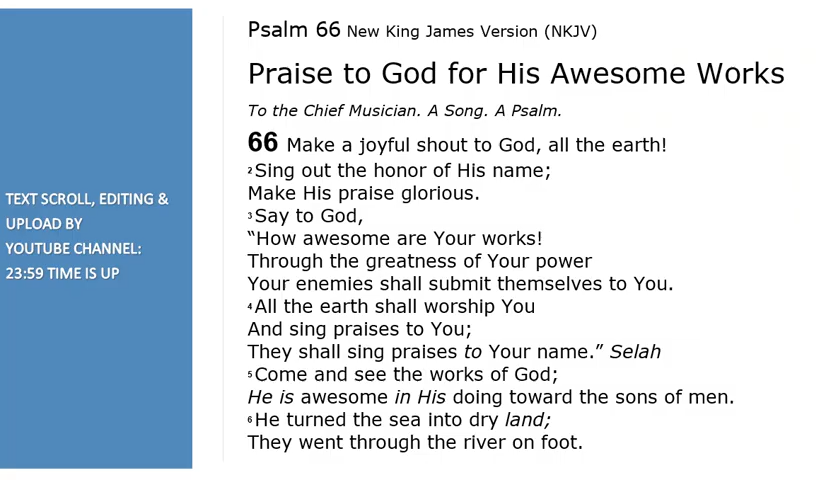 TEXT SCROLL, EDITING &
UPLOAD BY
YOUTUBE CHANNEL:
23:59 TIME IS UP
Psalm 66 New King James Version (NKJV)
Praise to God for His Awesome Works
To the Chief Musician. A Song. A Psalm.
66 Make a joyful shout to God, all the earth!
2 Sing out the honor of His name;
Make His praise glorious.
3 Say to God,
“How awesome are Your works!
Through the greatness of Your power
Your enemies shall submit themselves to You.
4 All the earth shall worship You
And sing praises to You;
They shall sing praises to Your name.” Selah
5 Come and see the works of God;
He is awesome in His doing toward the sons of men.
6 He turned the sea into dry land;
They went through the river on foot.